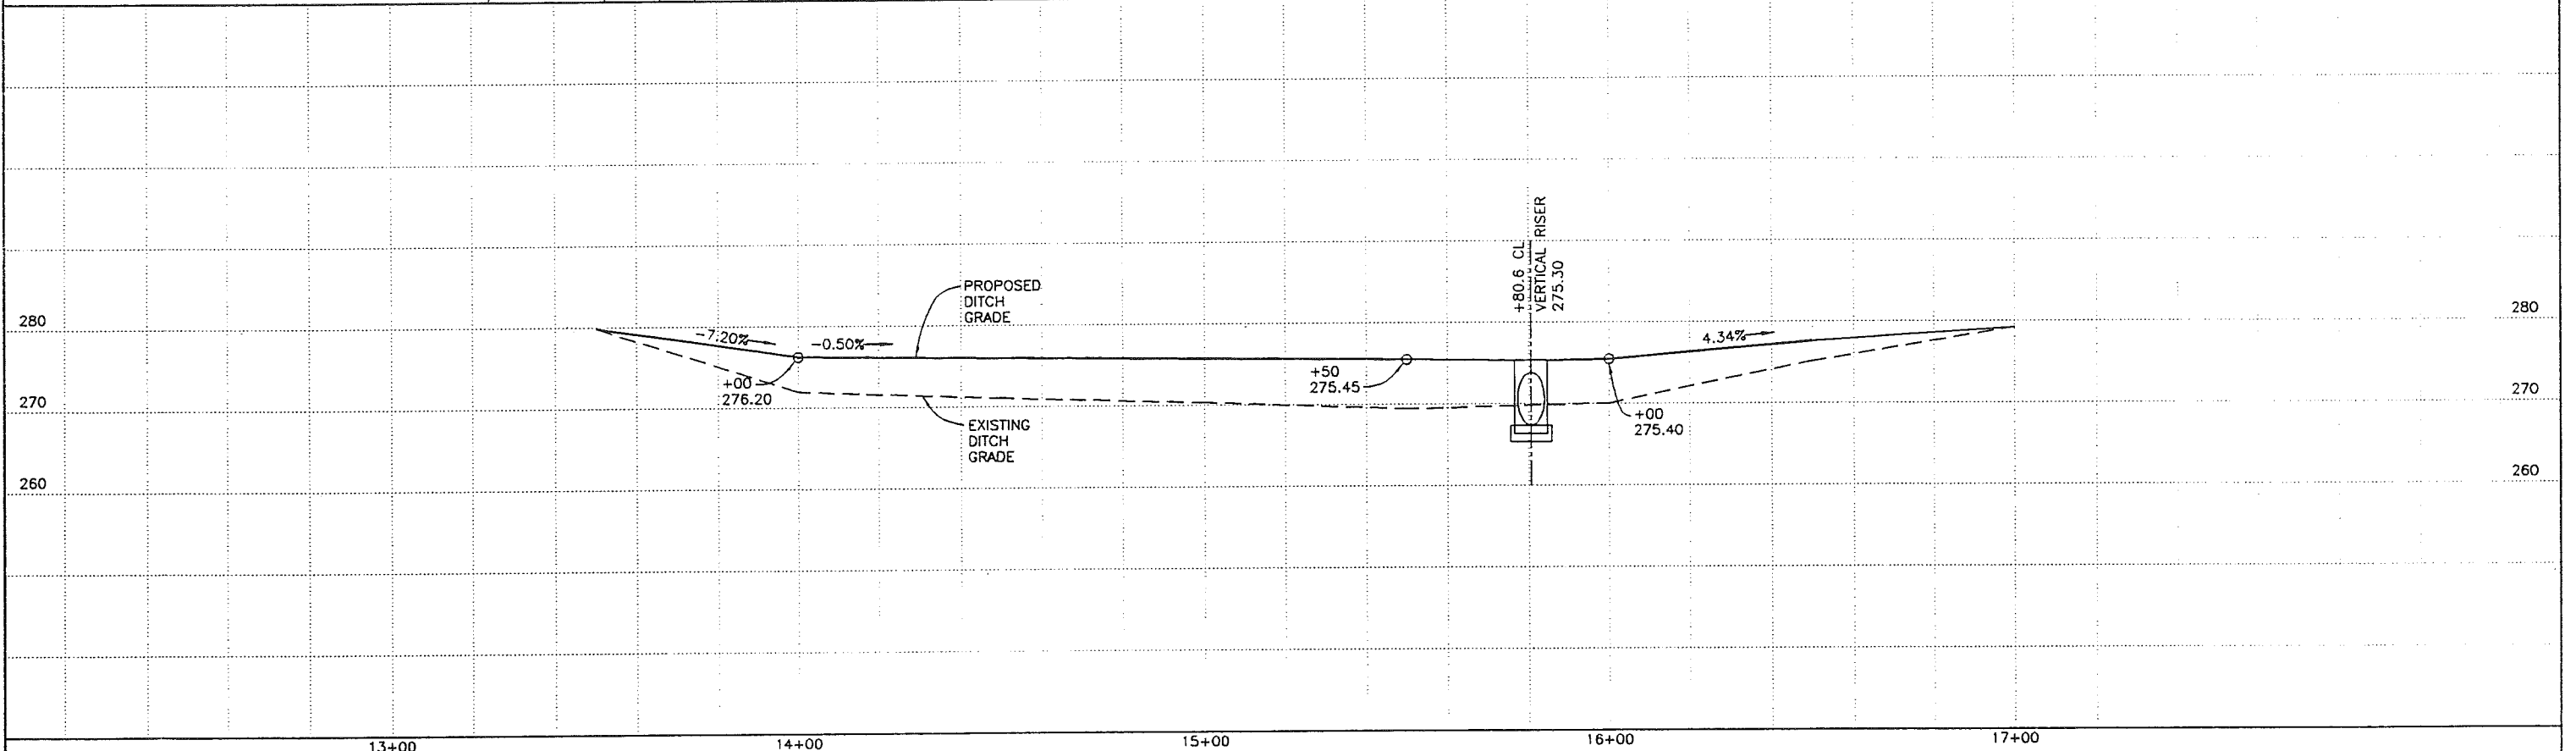 +80.6 CL
VERTICAL RISER
275.30
PROPOSED
DITCH
GRADE
280
280
-7.20%
-0.50%
4.34%
+00
276.20
+50
275.45
270
270
+00
275.40
EXISTING
DITCH
GRADE
260
260
13+00
14+00
15+00
16+00
17+00